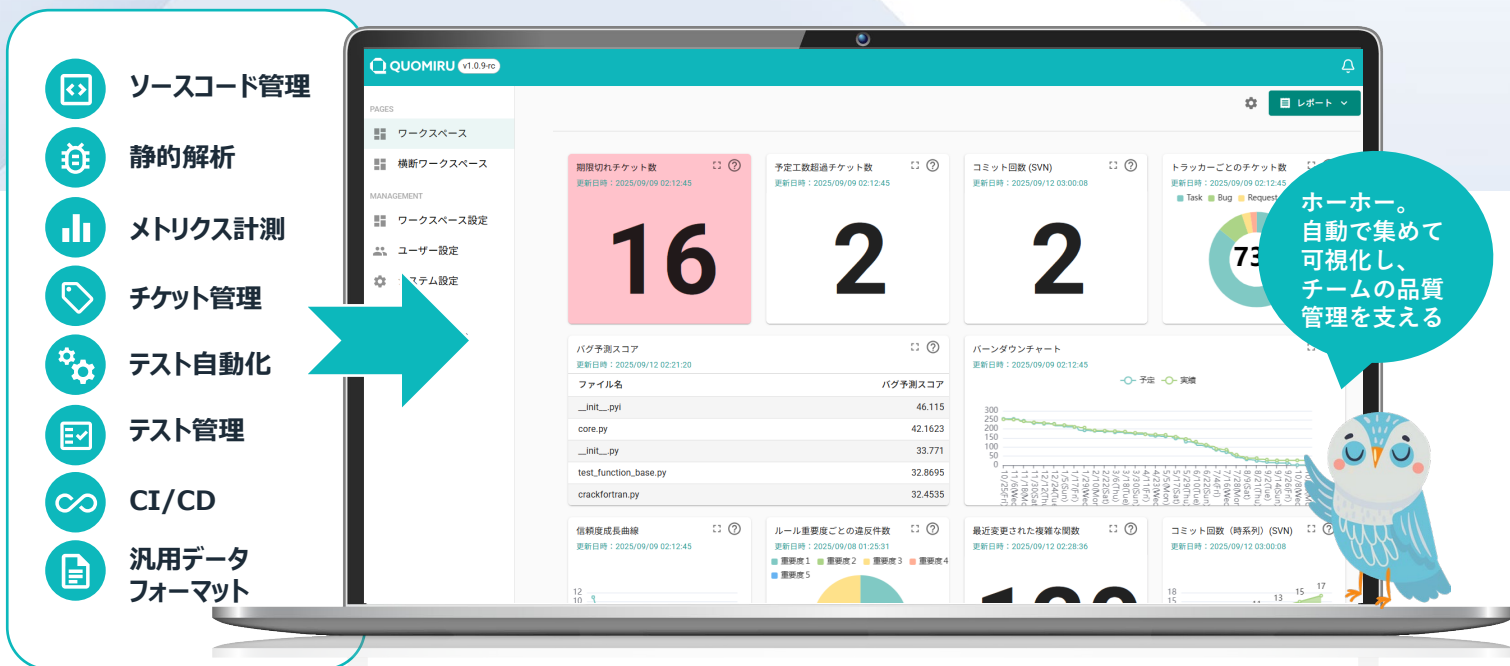 ソースコード管理
静的解析
メトリクス計測
チケット管理
テスト自動化
テスト管理
CI/CD
汎用データ
フォーマット
QUOMIRU v1.0.9-rc
レポート
PAGES
ワークスペース
横断ワークスペース
MANAGEMENT
ワークスペース設定
ユーザー設定
ステム設定
期限切れチケット数
更新日時：2025/09/09 02:12:45
16
予定工数超過チケット数
更新日時：2025/09/09 02:12:45
2
コミット回数 (SVN)
更新日時：2025/09/12 03:00:08
2
トラッカーごとのチケット数
更新日時：2025/09/09 02:12:45
Task Bug Request
73
ホーホー。
自動で集めて
可視化し、
チームの品質
管理を支える
バグ予測スコア
更新日時：2025/09/12 02:21:20
ファイル名 バグ予測スコア
__init__.pyi 46.115
core.py 42.1623
__init__.py 33.771
test_function_base.py 32.8695
crackfortran.py 32.4535
バーンダウンチャート
更新日時：2025/09/09 02:12:45
予定 実績
300
250
200
150
100
50
0
信頼度成長曲線
更新日時：2025/09/09 02:12:45
12
10
ルール重要度ごとの違反件数
更新日時：2025/09/08 01:25:31
重要度1 重要度2 重要度3 重要度4
重要度5
最近変更された複雑な関数
更新日時：2025/09/12 02:28:36
コミット回数（時系列）(SVN)
更新日時：2025/09/12 03:00:08
18
15
13
15
17